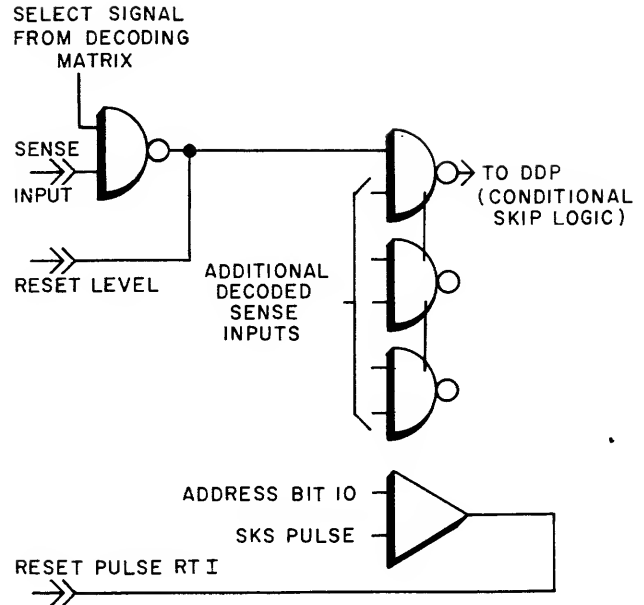 SELECT SIGNAL
FROM DECODING
MATRIX
SENSE
INPUT
RESET LEVEL
TO DDP
(CONDITIONAL
SKIP LOGIC)
ADDITIONAL
DECODED
SENSE
INPUTS
ADDRESS BIT 10
SKS PULSE
RESET PULSE RT I